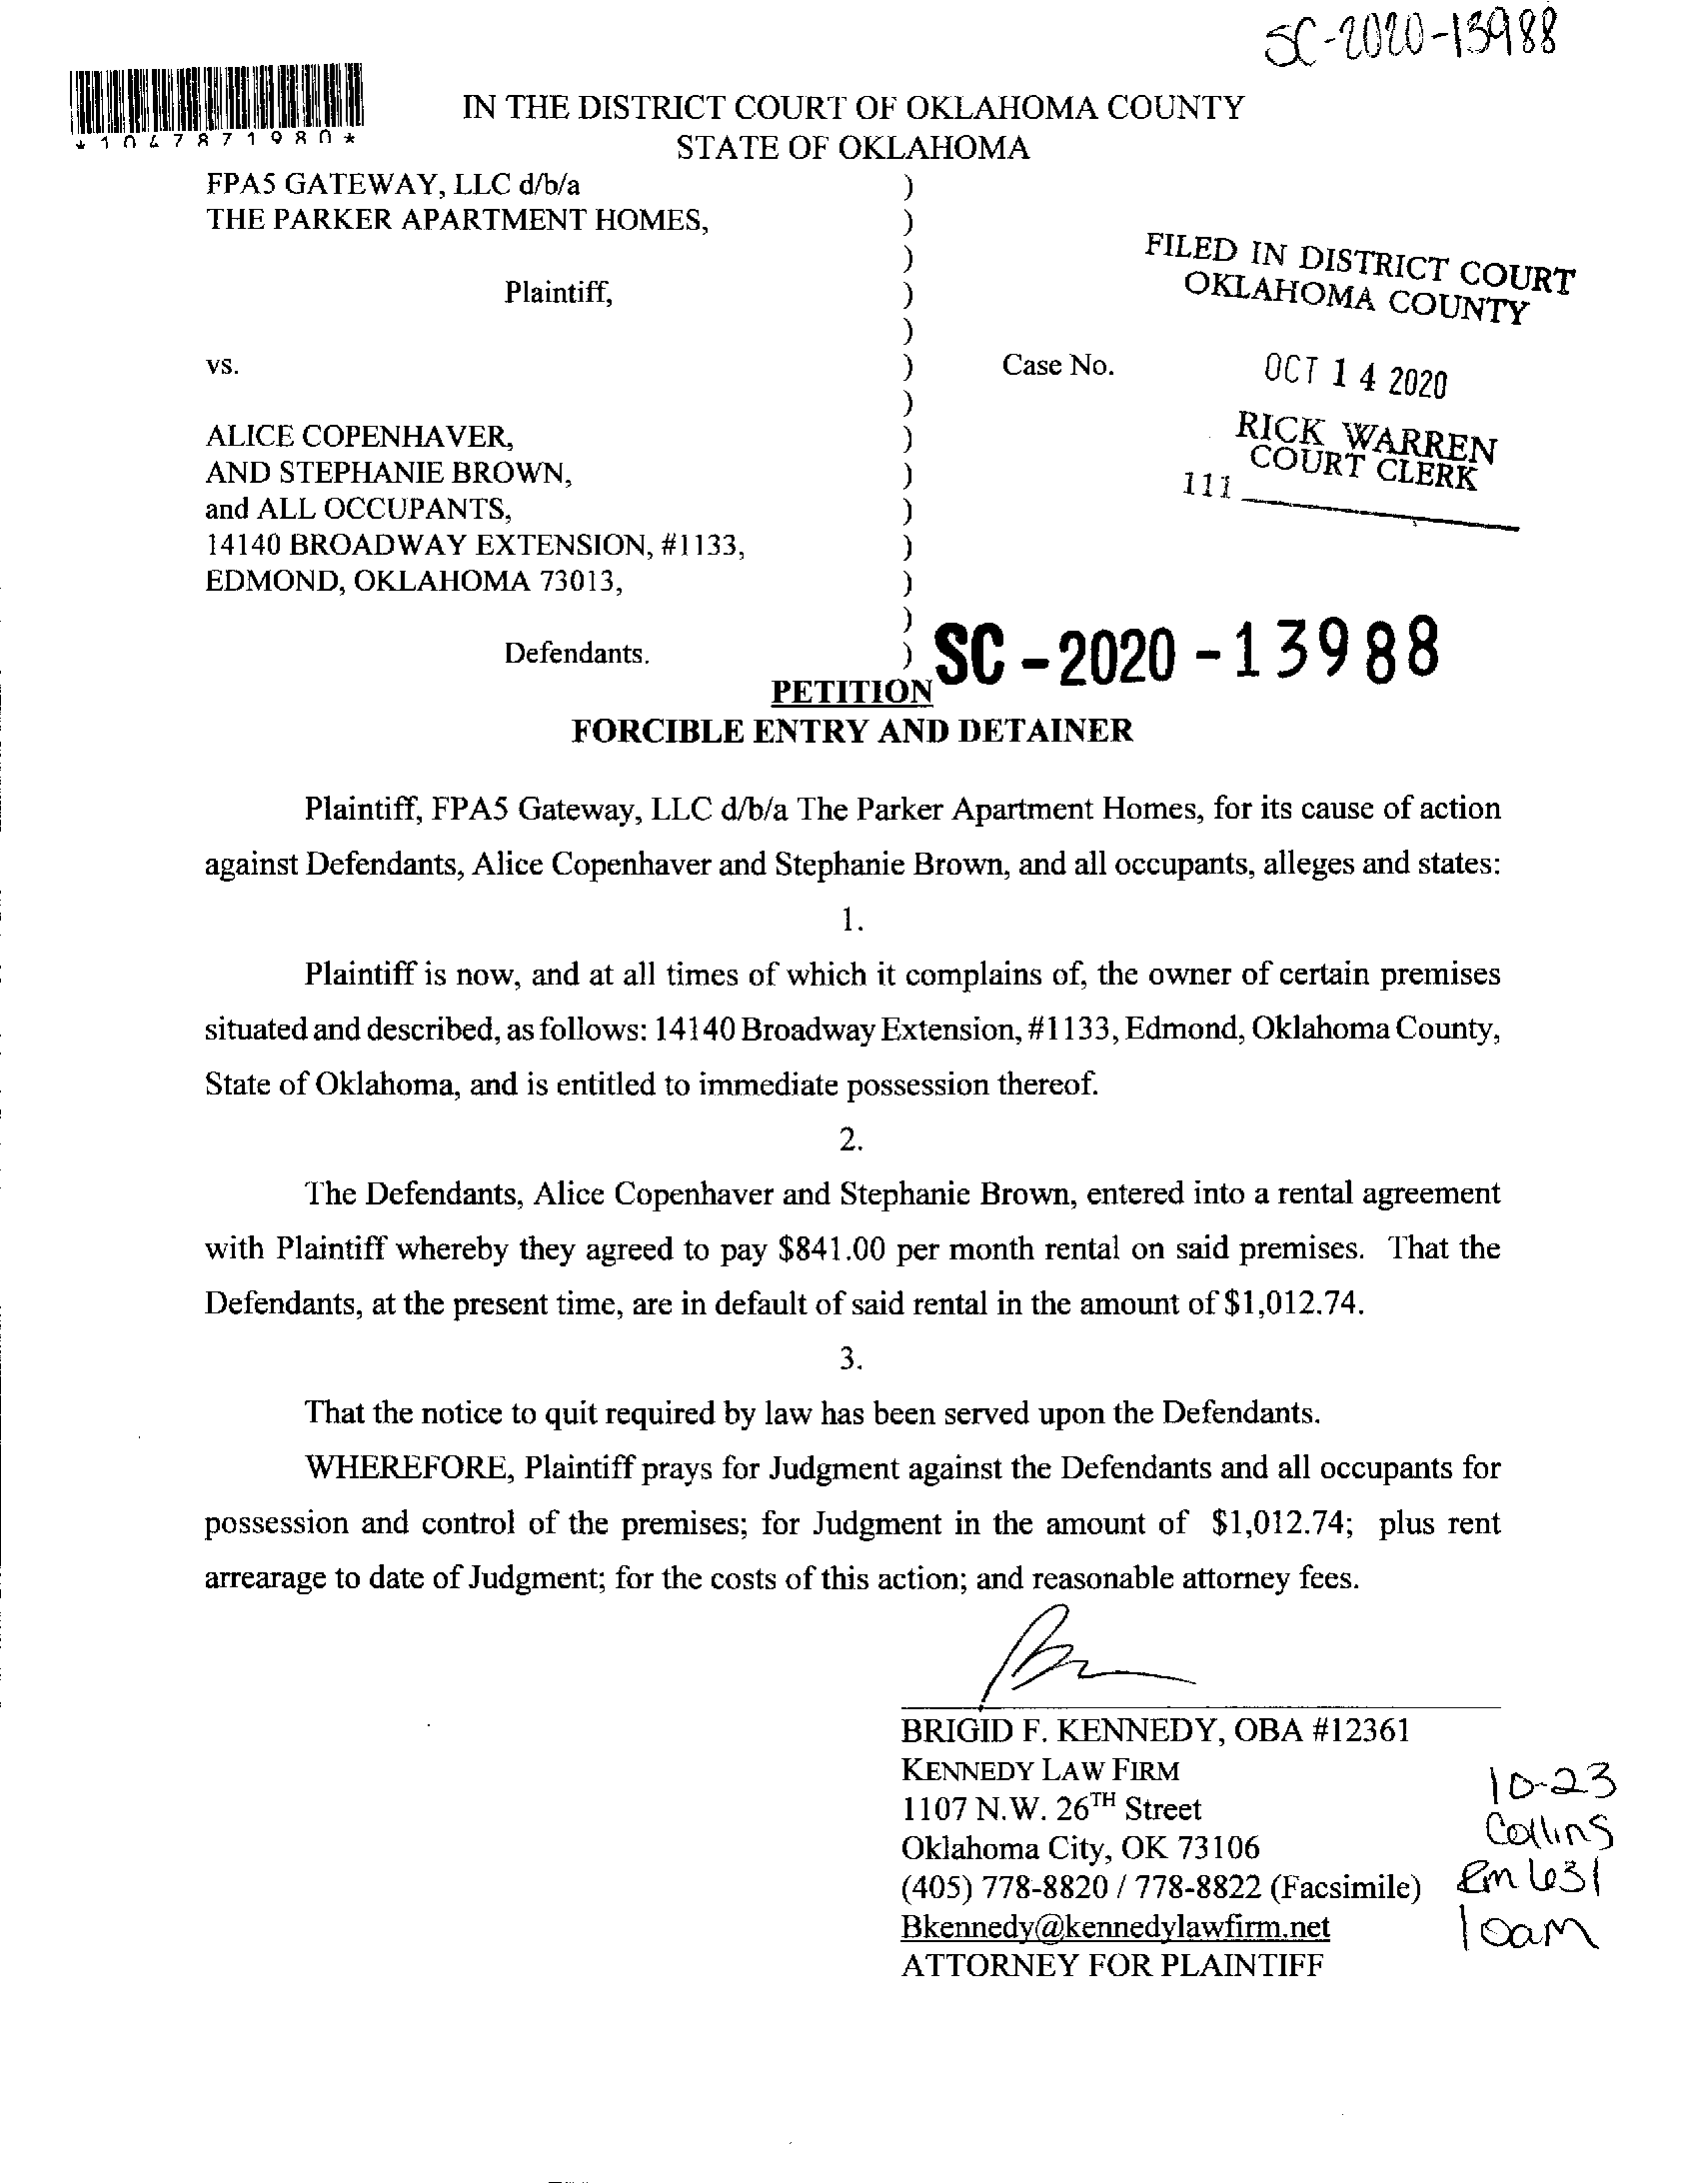 SC-2020-13988
*1047871980*
IN THE DISTRICT COURT OF OKLAHOMA COUNTY
STATE OF OKLAHOMA
FPA5 GATEWAY, LLC d/b/a )
THE PARKER APARTMENT HOMES, )
)
Plaintiff, )
)
vs. ) Case No.
)
ALICE COPENHAVER, )
AND STEPHANIE BROWN, )
and ALL OCCUPANTS, )
14140 BROADWAY EXTENSION, #1133, )
EDMOND, OKLAHOMA 73013, )
)
Defendants. )
FILED IN DISTRICT COURT
OKLAHOMA COUNTY
OCT 14 2020
RICK WARREN
COURT CLERK
111
SC-2020-13988
PETITION
FORCIBLE ENTRY AND DETAINER
Plaintiff, FPA5 Gateway, LLC d/b/a The Parker Apartment Homes, for its cause of action
against Defendants, Alice Copenhaver and Stephanie Brown, and all occupants, alleges and states:
1.
Plaintiff is now, and at all times of which it complains of, the owner of certain premises
situated and described, as follows: 14140 Broadway Extension, #1133, Edmond, Oklahoma County,
State of Oklahoma, and is entitled to immediate possession thereof.
2.
The Defendants, Alice Copenhaver and Stephanie Brown, entered into a rental agreement
with Plaintiff whereby they agreed to pay $841.00 per month rental on said premises. That the
Defendants, at the present time, are in default of said rental in the amount of $1,012.74.
3.
That the notice to quit required by law has been served upon the Defendants.
WHEREFORE, Plaintiff prays for Judgment against the Defendants and all occupants for
possession and control of the premises; for Judgment in the amount of $1,012.74; plus rent
arrearage to date of Judgment; for the costs of this action; and reasonable attorney fees.
BRIGID F. KENNEDY, OBA #12361
KENNEDY LAW FIRM
1107 N.W. 26TH Street
Oklahoma City, OK 73106
(405) 778-8820 / 778-8822 (Facsimile)
Bkennedy@kennedylawfirm.net
ATTORNEY FOR PLAINTIFF
10-23
Collins
Rm 631
10am